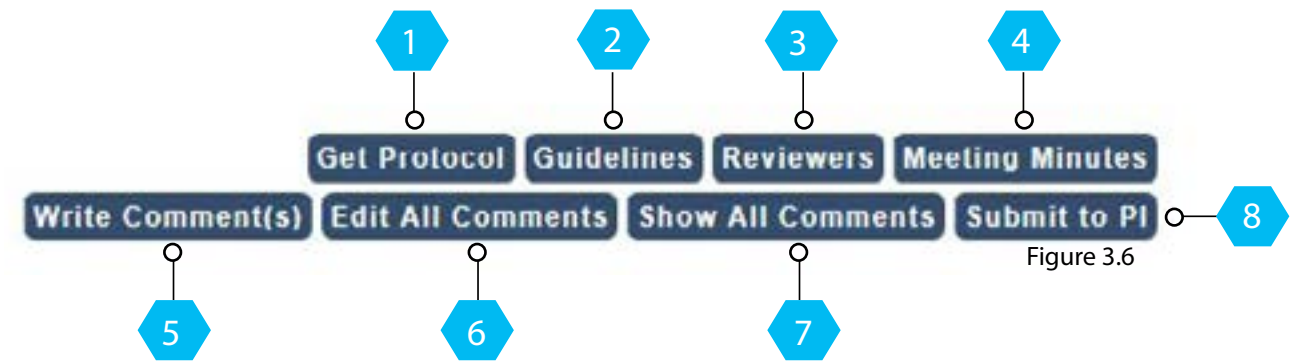 1 2 3 4
Get Protocol Guidelines Reviewers Meeting Minutes
Write Comment(s) Edit All Comments Show All Comments Submit to PI 8
Figure 3.6
5 6 7